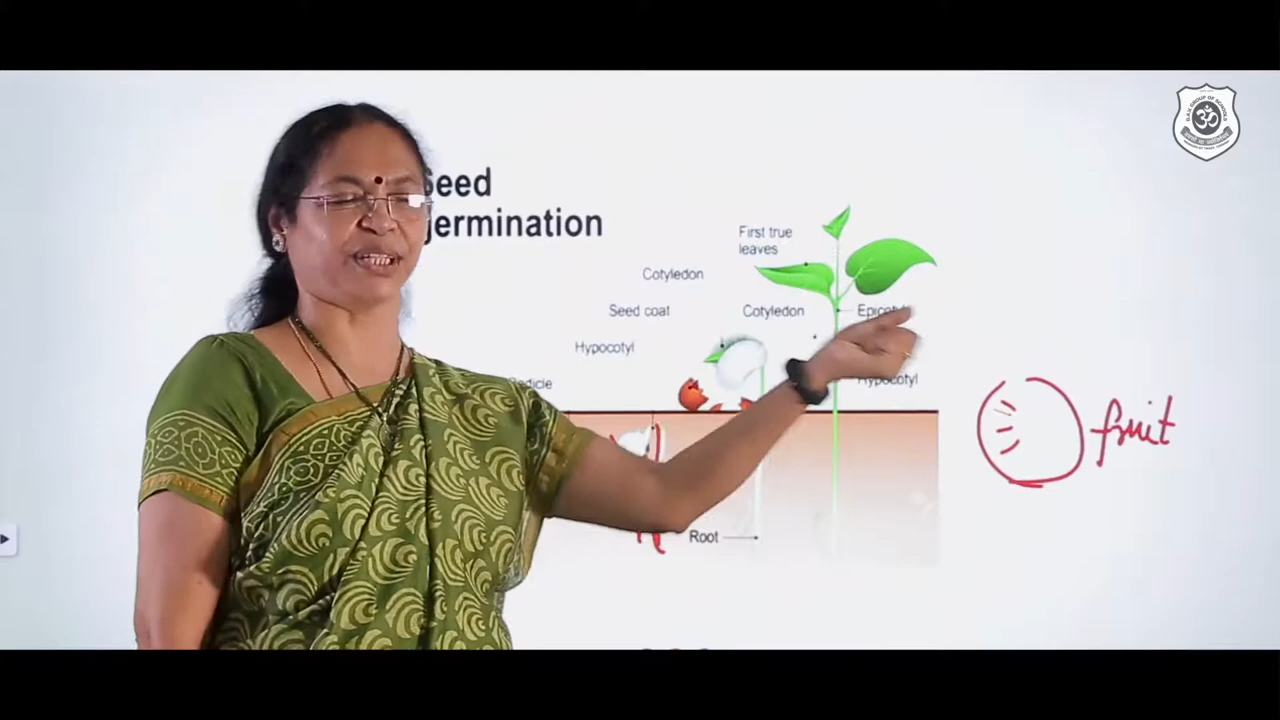 Seed
germination
First true
leaves
Cotyledon
Seed coat
Cotyledon
Hypocotyl
Hypocotyl
fruit
Root